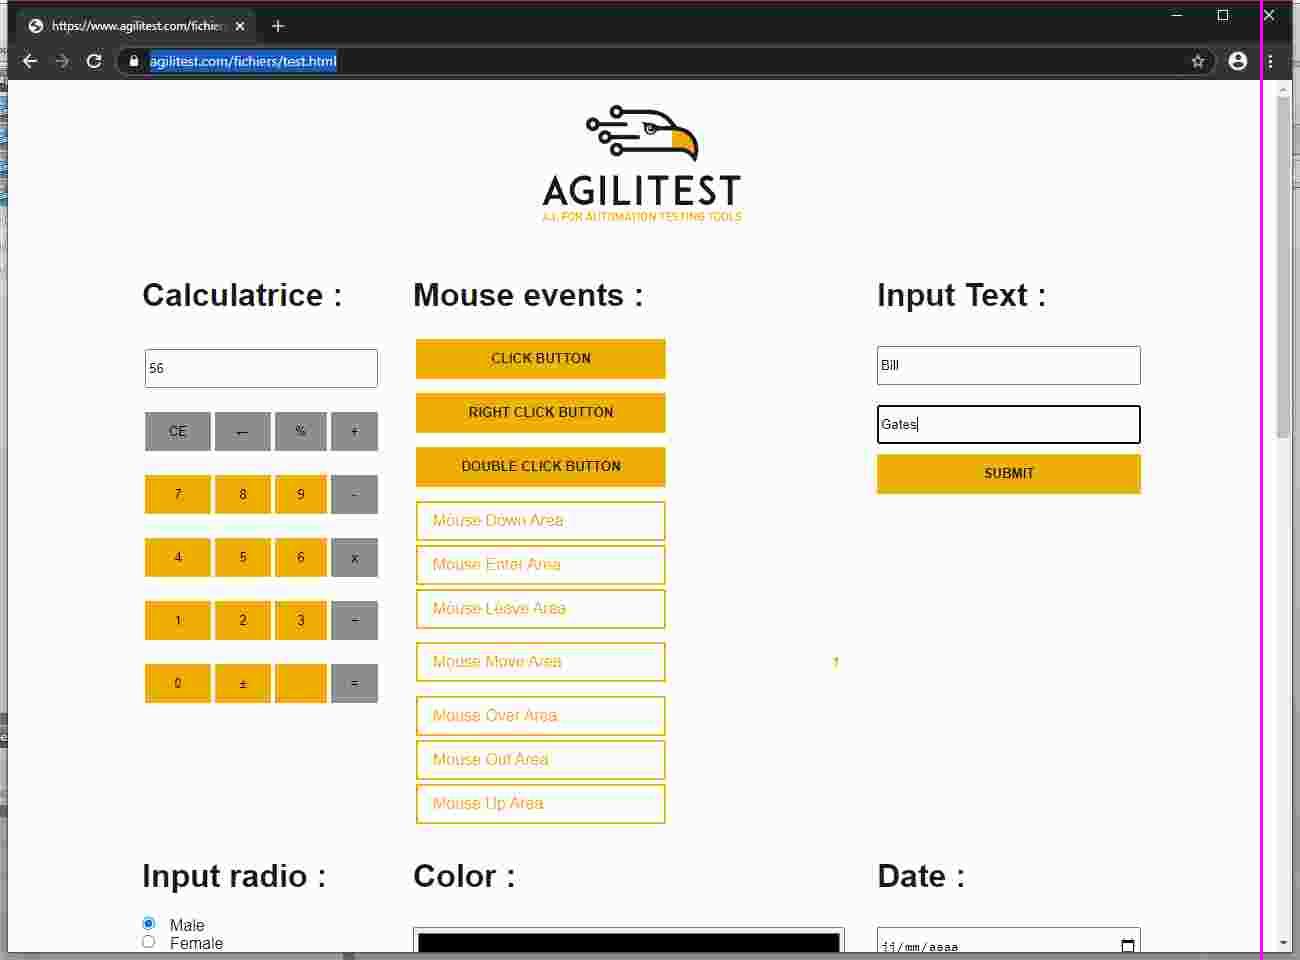 https://www.agilitest.com/fichier
agilitest.com/fichiers/test.html
AGILITEST
A.I. FOR AUTOMATION TESTING TOOLS
Calculatrice :
56
CE ← % +
7 8 9 -
4 5 6 x
1 2 3 ÷
0 ± =
Mouse events :
CLICK BUTTON
RIGHT CLICK BUTTON
DOUBLE CLICK BUTTON
Mouse Down Area
Mouse Enter Area
Mouse Leave Area
Mouse Move Area
1
Mouse Over Area
Mouse Out Area
Mouse Up Area
Input Text :
Bill
Gates
SUBMIT
Input radio :
Male
Female
Color :
Date :
jj/mm/aaaa